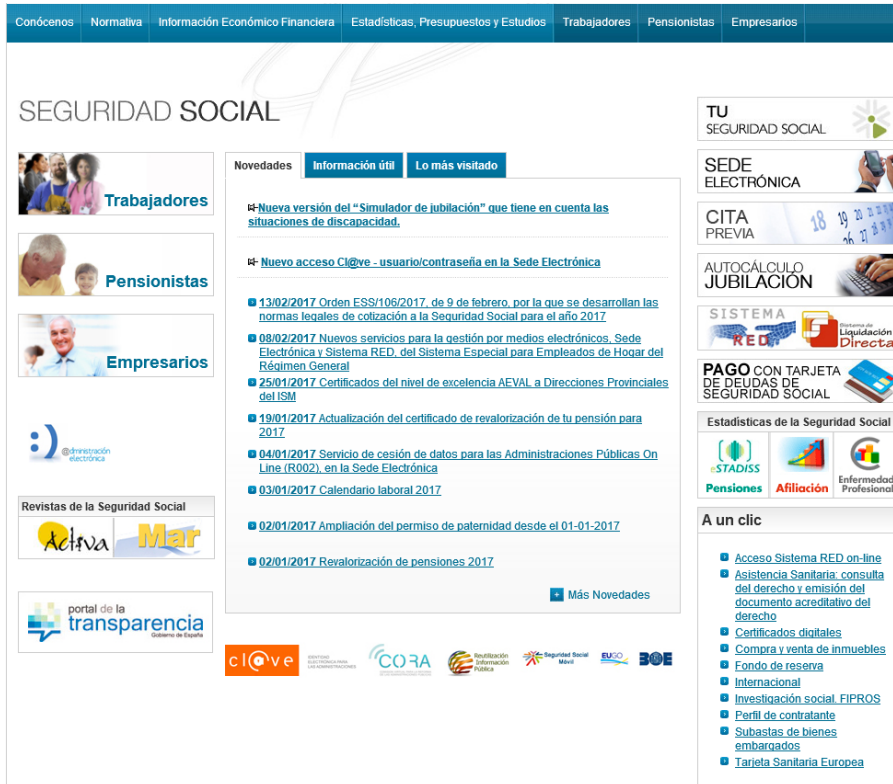 Conócenos
Normativa
Información Económico Financiera
Estadísticas, Presupuestos y Estudios
Trabajadores
Pensionistas
Empresarios
SEGURIDAD SOCIAL
Trabajadores
Pensionistas
Empresarios
:)
@dministración
electrónica
Revistas de la Seguridad Social
Activa
Mar
portal de la
transparencia
Gobierno de España
Novedades
Información útil
Lo más visitado
Nueva versión del “Simulador de jubilación” que tiene en cuenta las
situaciones de discapacidad.
Nuevo acceso Cl@ve - usuario/contraseña en la Sede Electrónica
13/02/2017 Orden ESS/106/2017, de 9 de febrero, por la que se desarrollan las
normas legales de cotización a la Seguridad Social para el año 2017
08/02/2017 Nuevos servicios para la gestión por medios electrónicos, Sede
Electrónica y Sistema RED, del Sistema Especial para Empleados de Hogar del
Régimen General
25/01/2017 Certificados del nivel de excelencia AEVAL a Direcciones Provinciales
del ISM
19/01/2017 Actualización del certificado de revalorización de tu pensión para
2017
04/01/2017 Servicio de cesión de datos para las Administraciones Públicas On
Line (R002), en la Sede Electrónica
03/01/2017 Calendario laboral 2017
02/01/2017 Ampliación del permiso de paternidad desde el 01-01-2017
02/01/2017 Revalorización de pensiones 2017
Más Novedades
cl@ve
IDENTIDAD
ELECTRÓNICA PARA
LAS ADMINISTRACIONES
CORA
Reutilización
Información
Pública
Seguridad Social
Móvil
EUGO
BOE
TU
SEGURIDAD SOCIAL
SEDE
ELECTRÓNICA
CITA
PREVIA
18 19 20 21 22
26 27 28
AUTOCÁLCULO
JUBILACIÓN
SISTEMA
RED
Sistema de
Liquidación
Directa
PAGO CON TARJETA
DE DEUDAS DE
SEGURIDAD SOCIAL
Estadísticas de la Seguridad Social
eSTADISS
Pensiones
Afiliación
Enfermedad
Profesional
A un clic
Acceso Sistema RED on-line
Asistencia Sanitaria: consulta
del derecho y emisión del
documento acreditativo del
derecho
Certificados digitales
Compra y venta de inmuebles
Fondo de reserva
Internacional
Investigación social. FIPROS
Perfil de contratante
Subastas de bienes
embargados
Tarjeta Sanitaria Europea